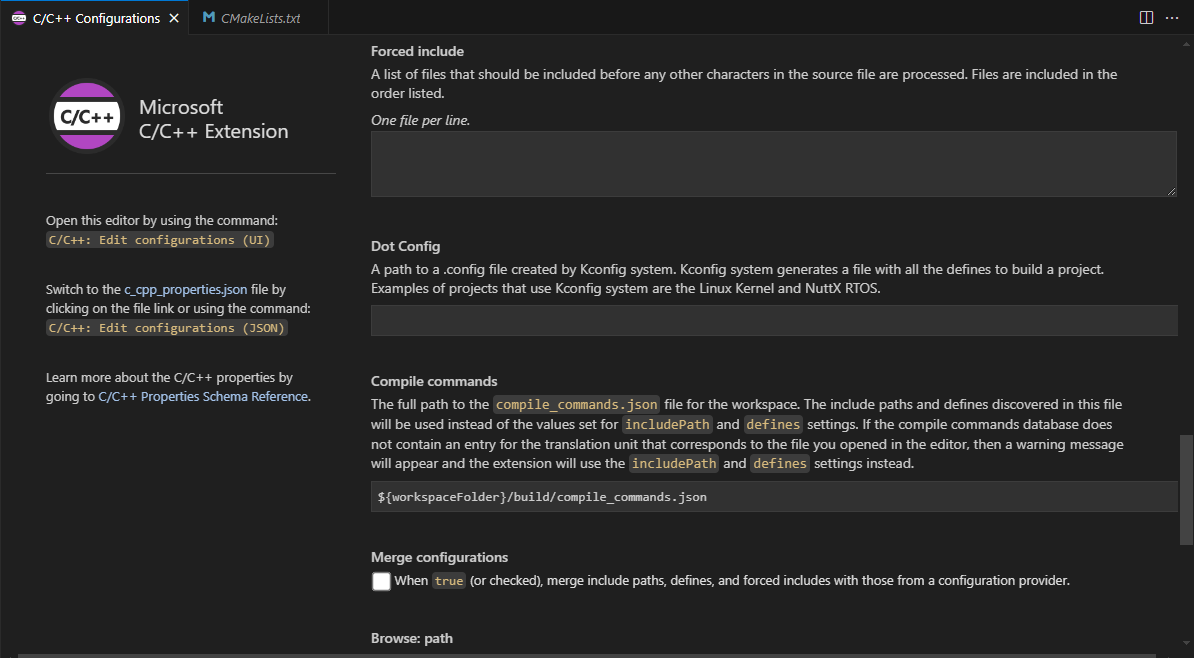 C/C++ Configurations
CMakeLists.txt
C/C++
Microsoft
C/C++ Extension
Open this editor by using the command:
C/C++: Edit configurations (UI)
Switch to the c_cpp_properties.json file by
clicking on the file link or using the command:
C/C++: Edit configurations (JSON)
Learn more about the C/C++ properties by
going to C/C++ Properties Schema Reference.
Forced include
A list of files that should be included before any other characters in the source file are processed. Files are included in the
order listed.
One file per line.
Dot Config
A path to a .config file created by Kconfig system. Kconfig system generates a file with all the defines to build a project.
Examples of projects that use Kconfig system are the Linux Kernel and NuttX RTOS.
Compile commands
The full path to the compile_commands.json file for the workspace. The include paths and defines discovered in this file
will be used instead of the values set for includePath and defines settings. If the compile commands database does
not contain an entry for the translation unit that corresponds to the file you opened in the editor, then a warning message
will appear and the extension will use the includePath and defines settings instead.
${workspaceFolder}/build/compile_commands.json
Merge configurations
When true (or checked), merge include paths, defines, and forced includes with those from a configuration provider.
Browse: path